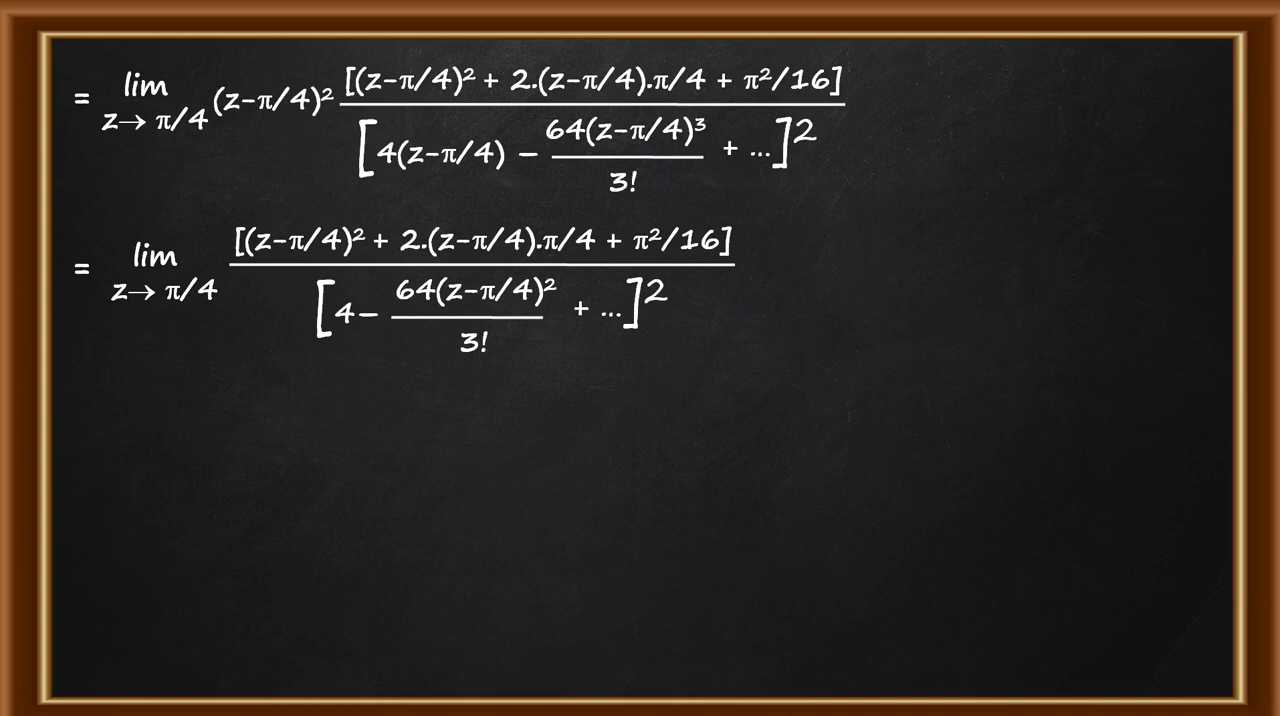 = lim z→ π/4 (z-π/4)² [(z-π/4)² + 2.(z-π/4).π/4 + π²/16]
[4(z-π/4) – 64(z-π/4)³ + ...]2
3!
= lim z→ π/4 [(z-π/4)² + 2.(z-π/4).π/4 + π²/16]
[4– 64(z-π/4)² + ...]2
3!